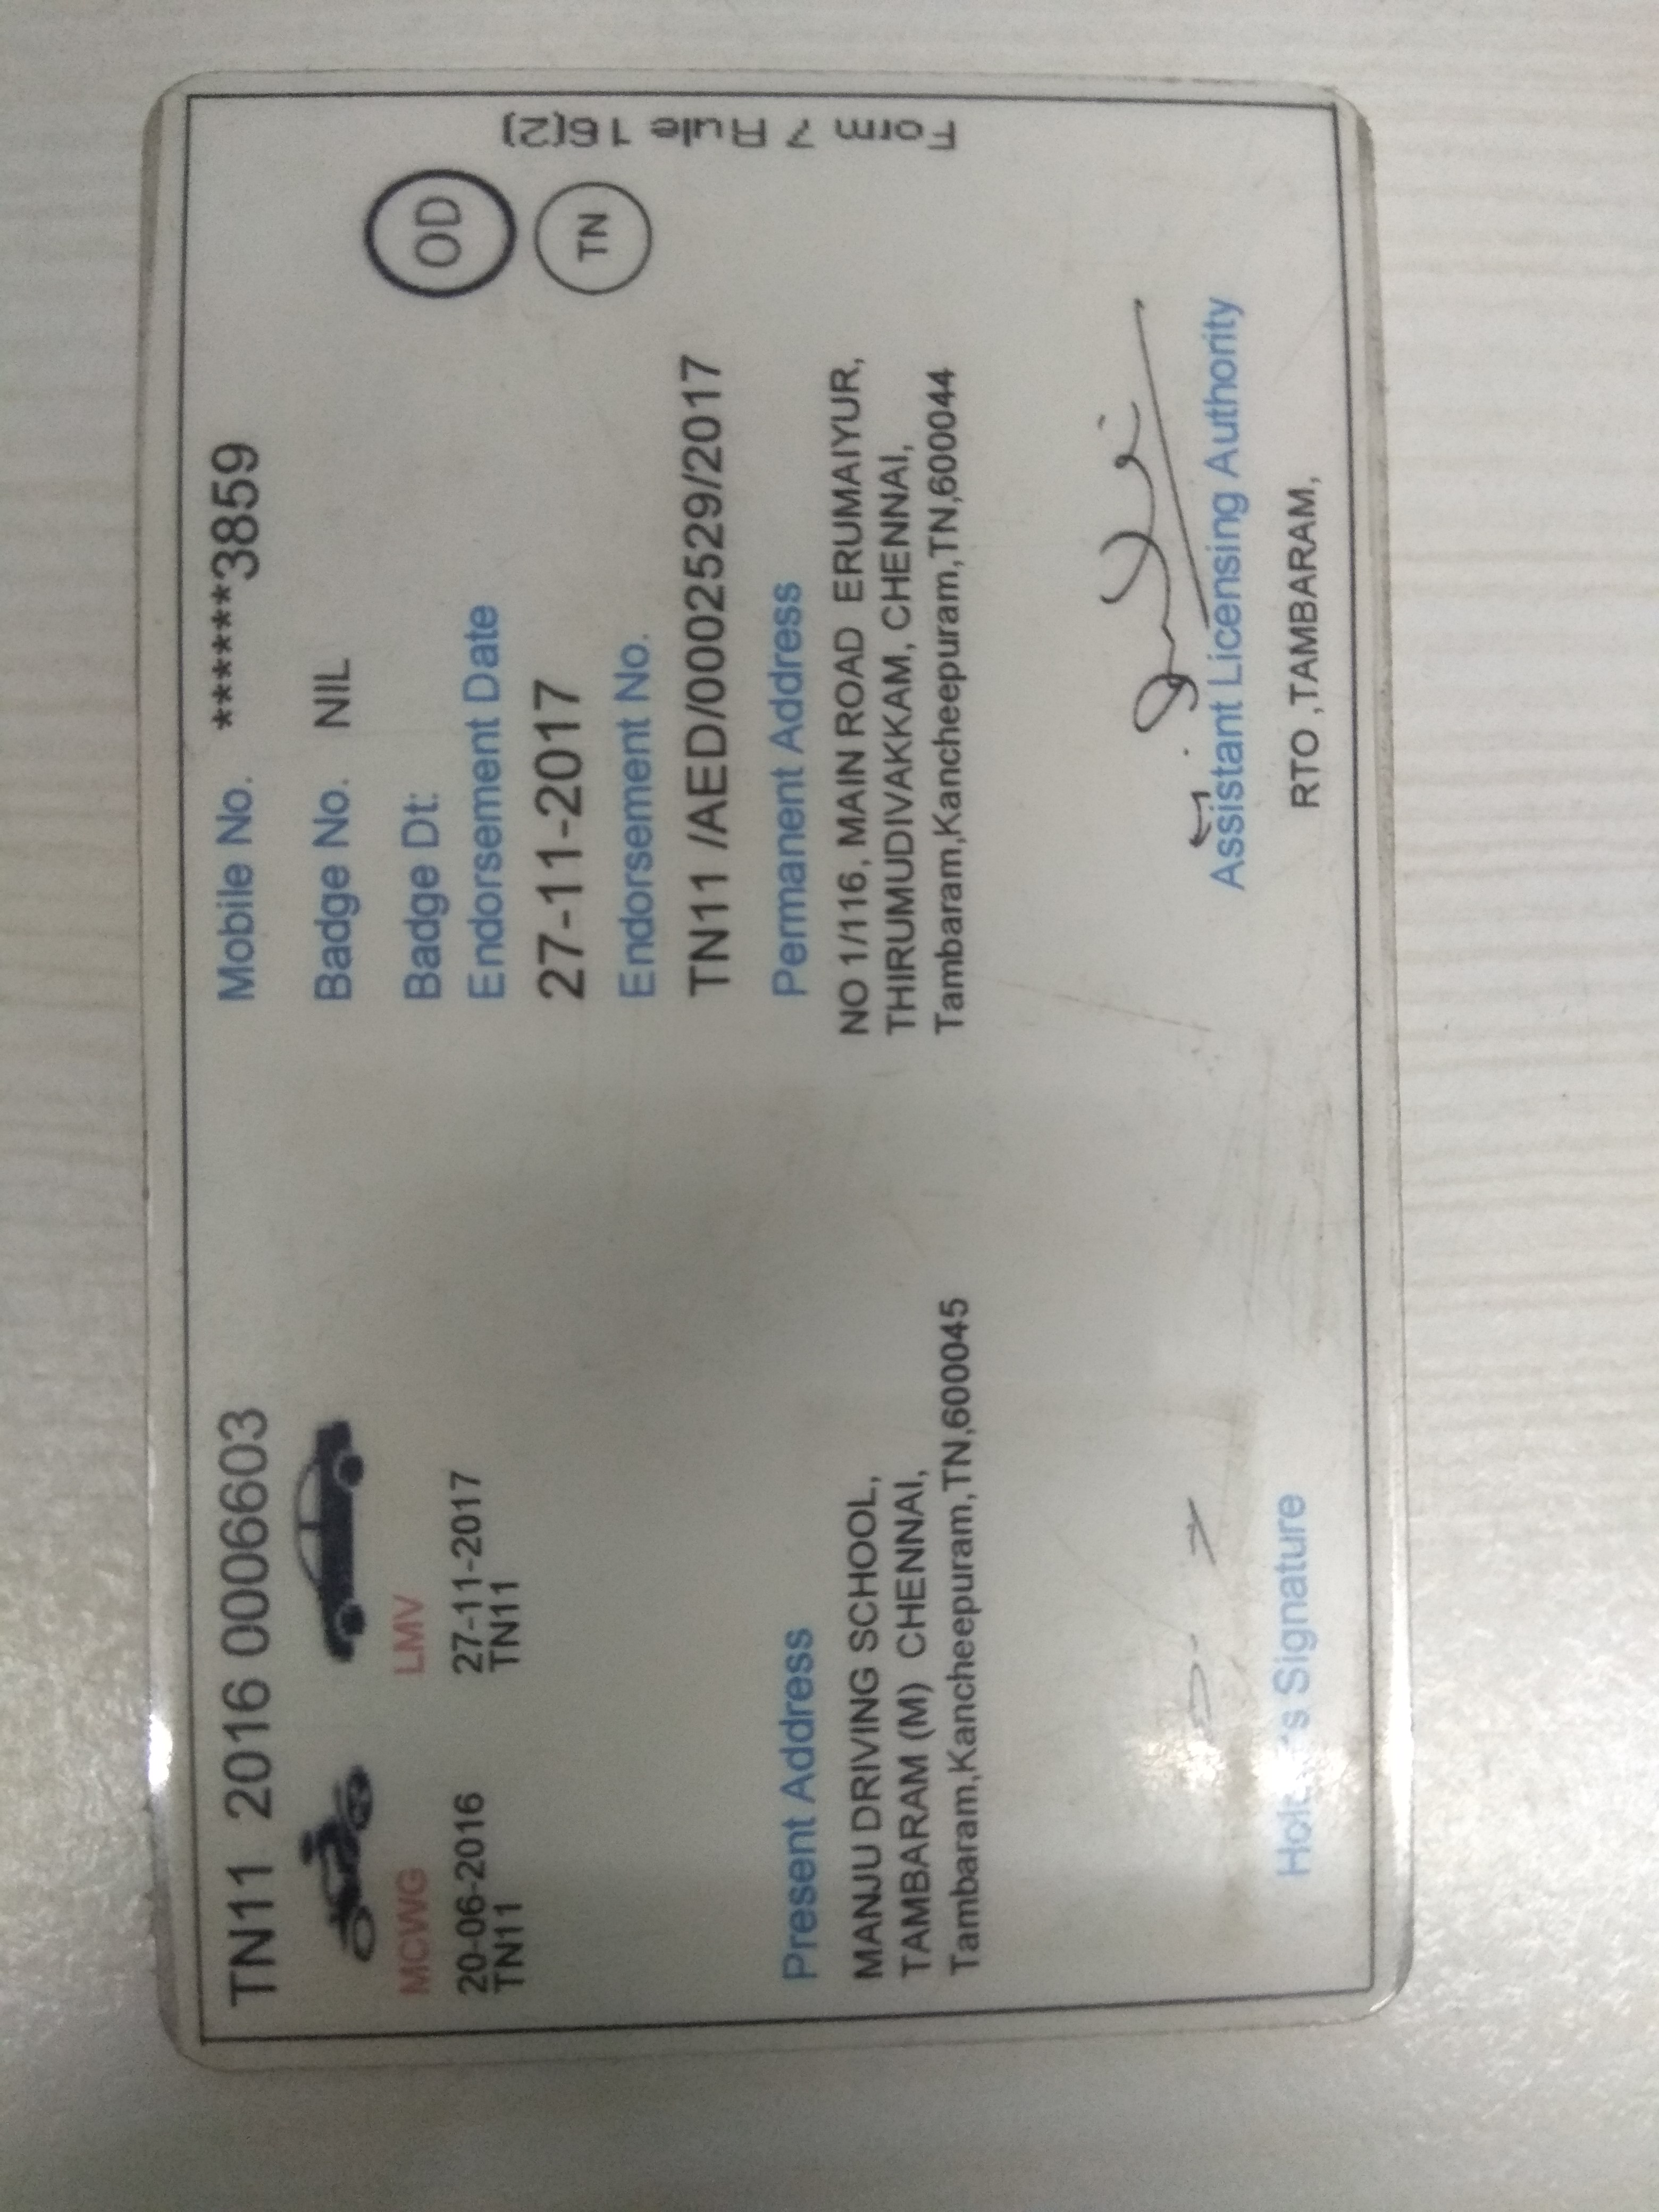 TN11 2016 0006603
MCWG
20-06-2016
TN11
LMV
27-11-2017
TN11
Present Address
MANJU DRIVING SCHOOL,
TAMBARAM (M) CHENNAI,
Tambaram,Kancheepuram,TN,600045
Holder's Signature
Mobile No. ******3859
Badge No. NIL
Badge Dt:
Endorsement Date
27-11-2017
Endorsement No.
TN11 /AED/0002529/2017
Permanent Address
NO 1/116, MAIN ROAD ERUMAIYUR,
THIRUMUDIVAKKAM, CHENNAI,
Tambaram,Kancheepuram,TN,600044
Assistant Licensing Authority
RTO ,TAMBARAM,
OD
TN
Form 7 Rule 16(2)